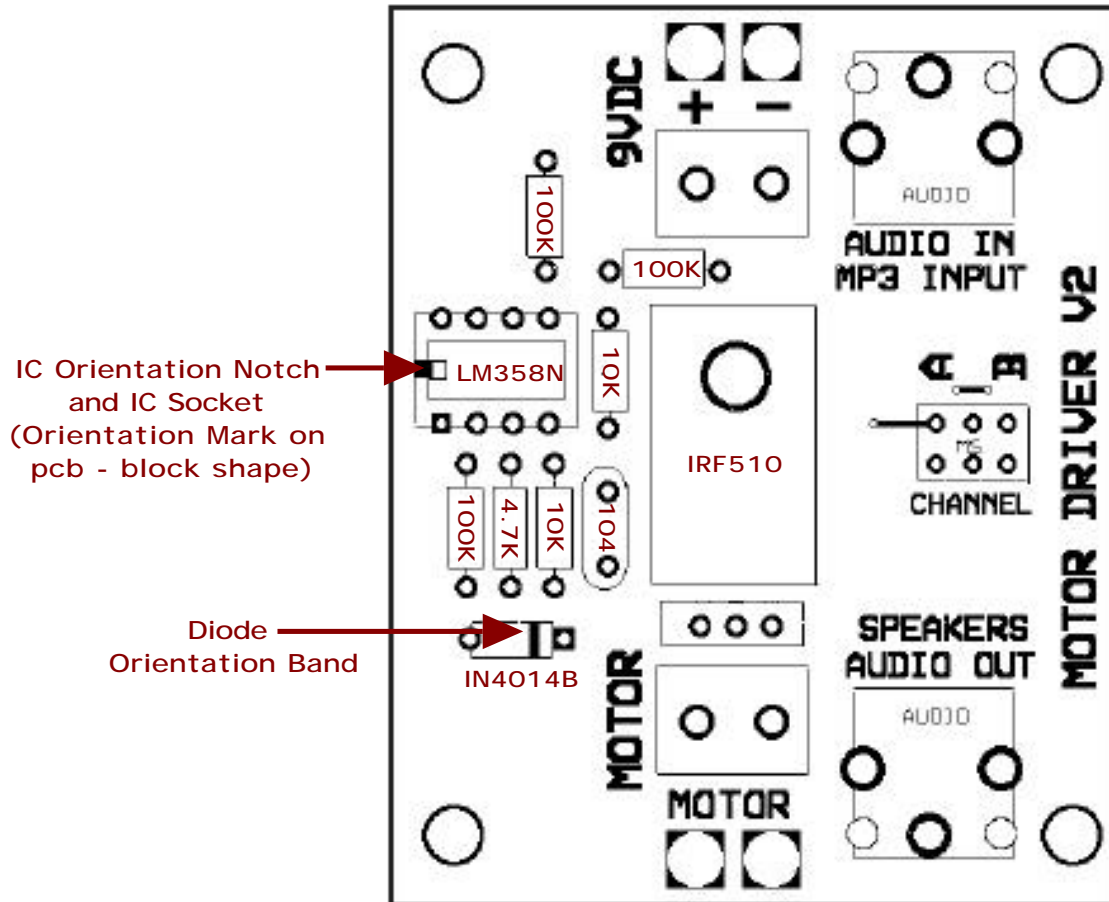 9VDC
+ −
AUDIO
AUDIO IN
MP3 INPUT
100K
100K
IC Orientation Notch
and IC Socket
(Orientation Mark on
pcb - block shape)
LM358N
10K
IRF510
A B
MS
CHANNEL
MOTOR DRIVER V2
100K
4.7K
10K
104
Diode
Orientation Band
IN4014B
MOTOR
MOTOR
SPEAKERS
AUDIO OUT
AUDIO